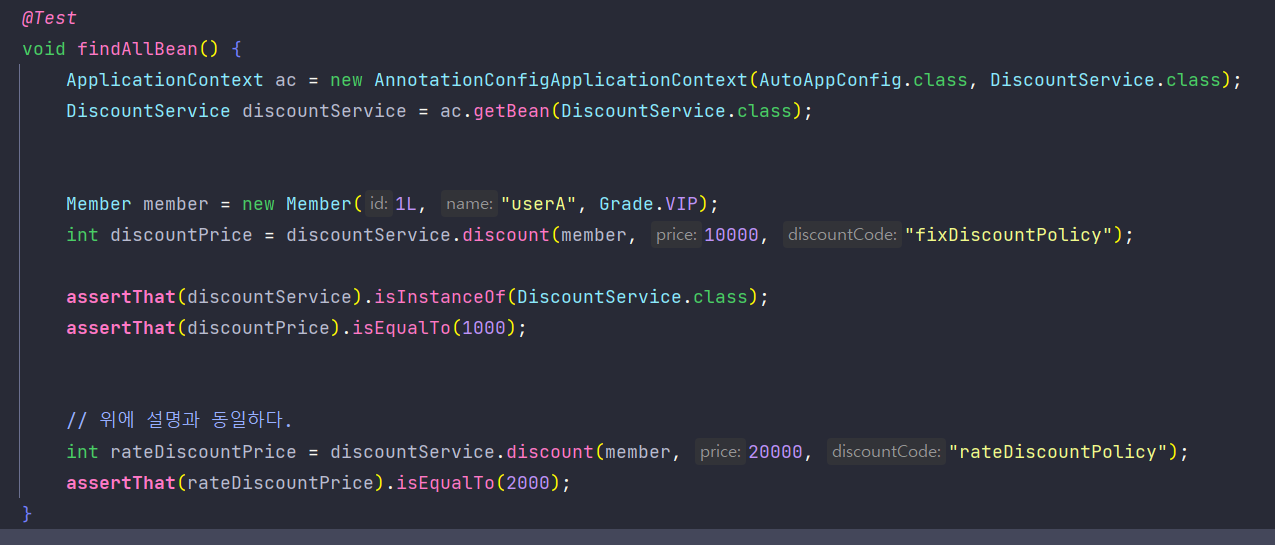 @Test
void findAllBean() {
ApplicationContext ac = new AnnotationConfigApplicationContext(AutoAppConfig.class, DiscountService.class);
DiscountService discountService = ac.getBean(DiscountService.class);
Member member = new Member( id: 1L, name: "userA", Grade.VIP);
int discountPrice = discountService.discount(member, price: 10000, discountCode: "fixDiscountPolicy");
assertThat(discountService).isInstanceOf(DiscountService.class);
assertThat(discountPrice).isEqualTo(1000);
// 위에 설명과 동일하다.
int rateDiscountPrice = discountService.discount(member, price: 20000, discountCode: "rateDiscountPolicy");
assertThat(rateDiscountPrice).isEqualTo(2000);
}